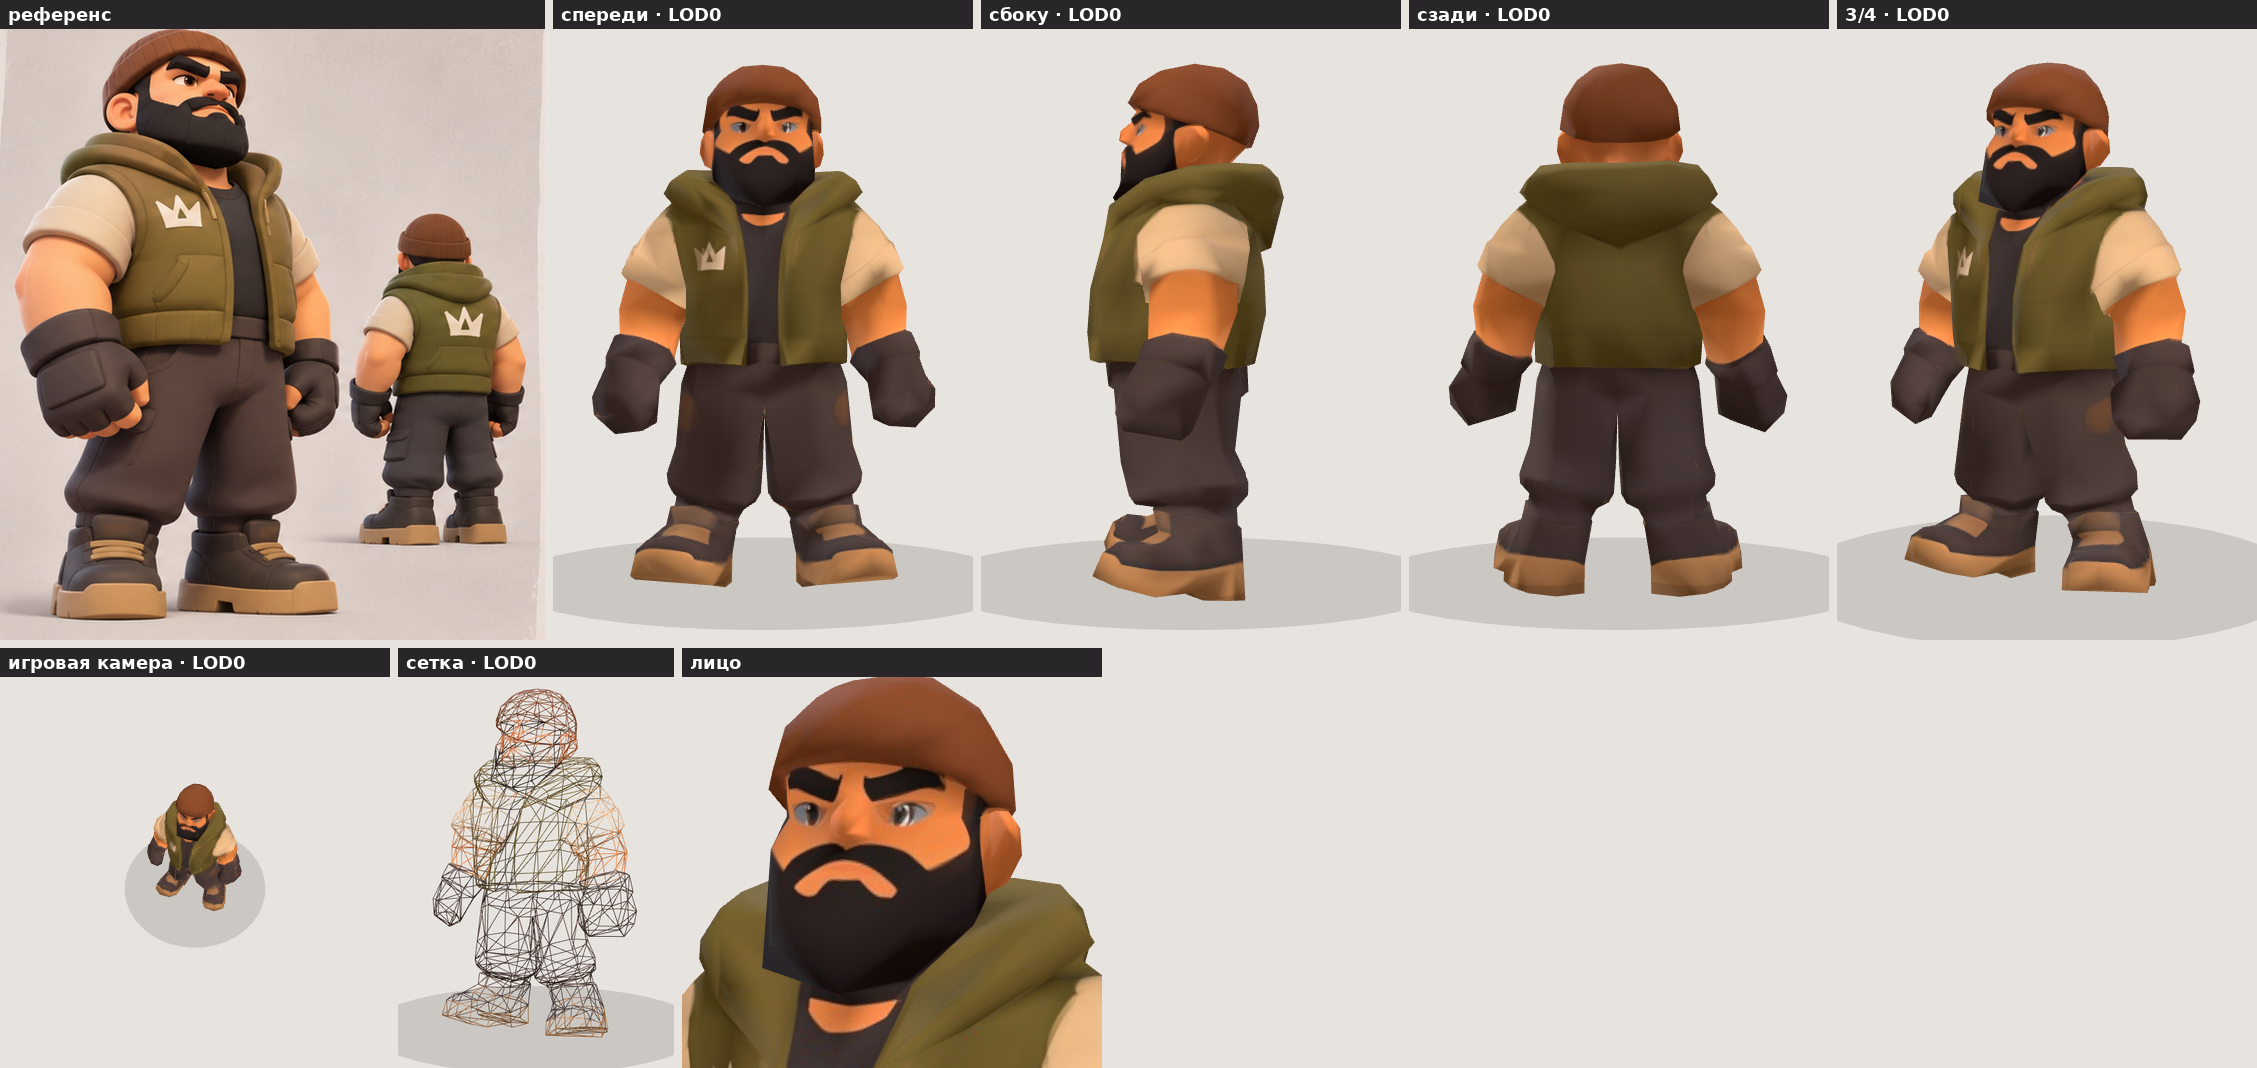 референс
спереди · LOD0
сбоку · LOD0
сзади · LOD0
3/4 · LOD0
игровая камера · LOD0
сетка · LOD0
лицо